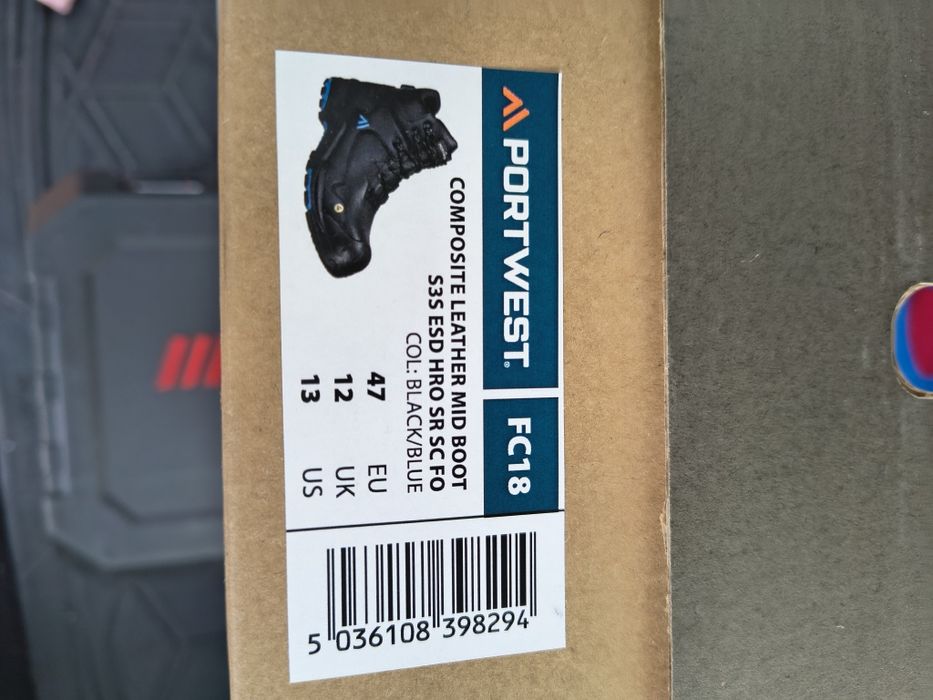 PORTWEST®
FC18
COMPOSITE LEATHER MID BOOT
S3S ESD HRO SR SC FO
COL: BLACK/BLUE
47 EU
12 UK
13 US
5 036108 398294